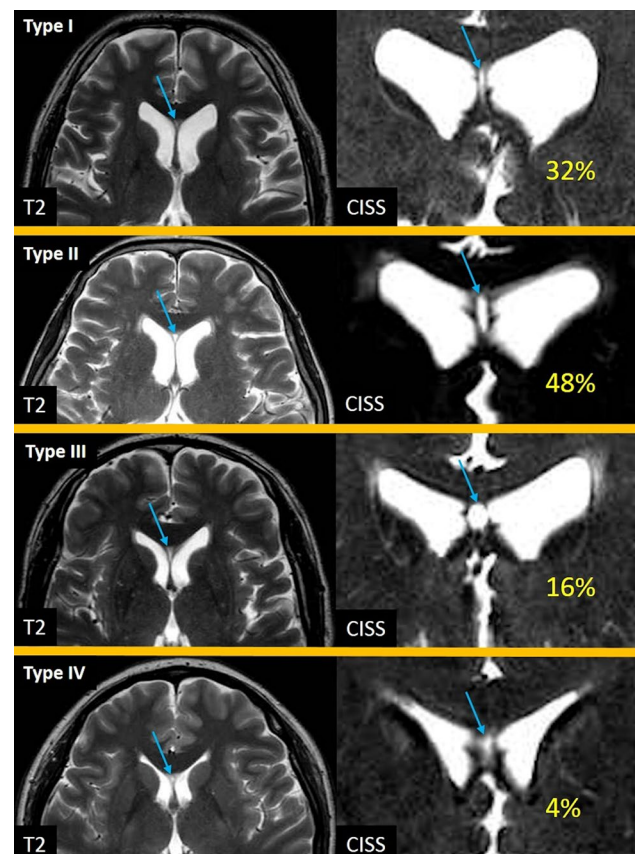 Type I
T2
CISS
32%
Type II
T2
CISS
48%
Type III
T2
CISS
16%
Type IV
T2
CISS
4%